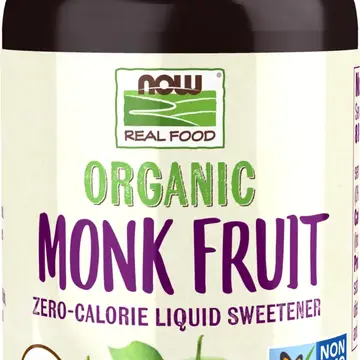 NOW
REAL FOOD
ORGANIC
MONK FRUIT
ZERO-CALORIE LIQUID SWEETENER
NON